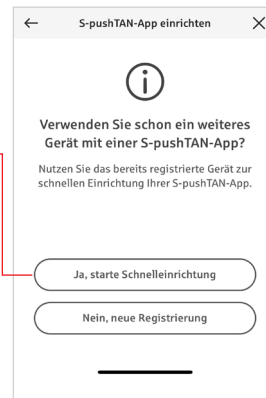 S-pushTAN-App einrichten
Verwenden Sie schon ein weiteres
Gerät mit einer S-pushTAN-App?
Nutzen Sie das bereits registrierte Gerät zur
schnellen Einrichtung Ihrer S-pushTAN-App.
Ja, starte Schnelleinrichtung
Nein, neue Registrierung